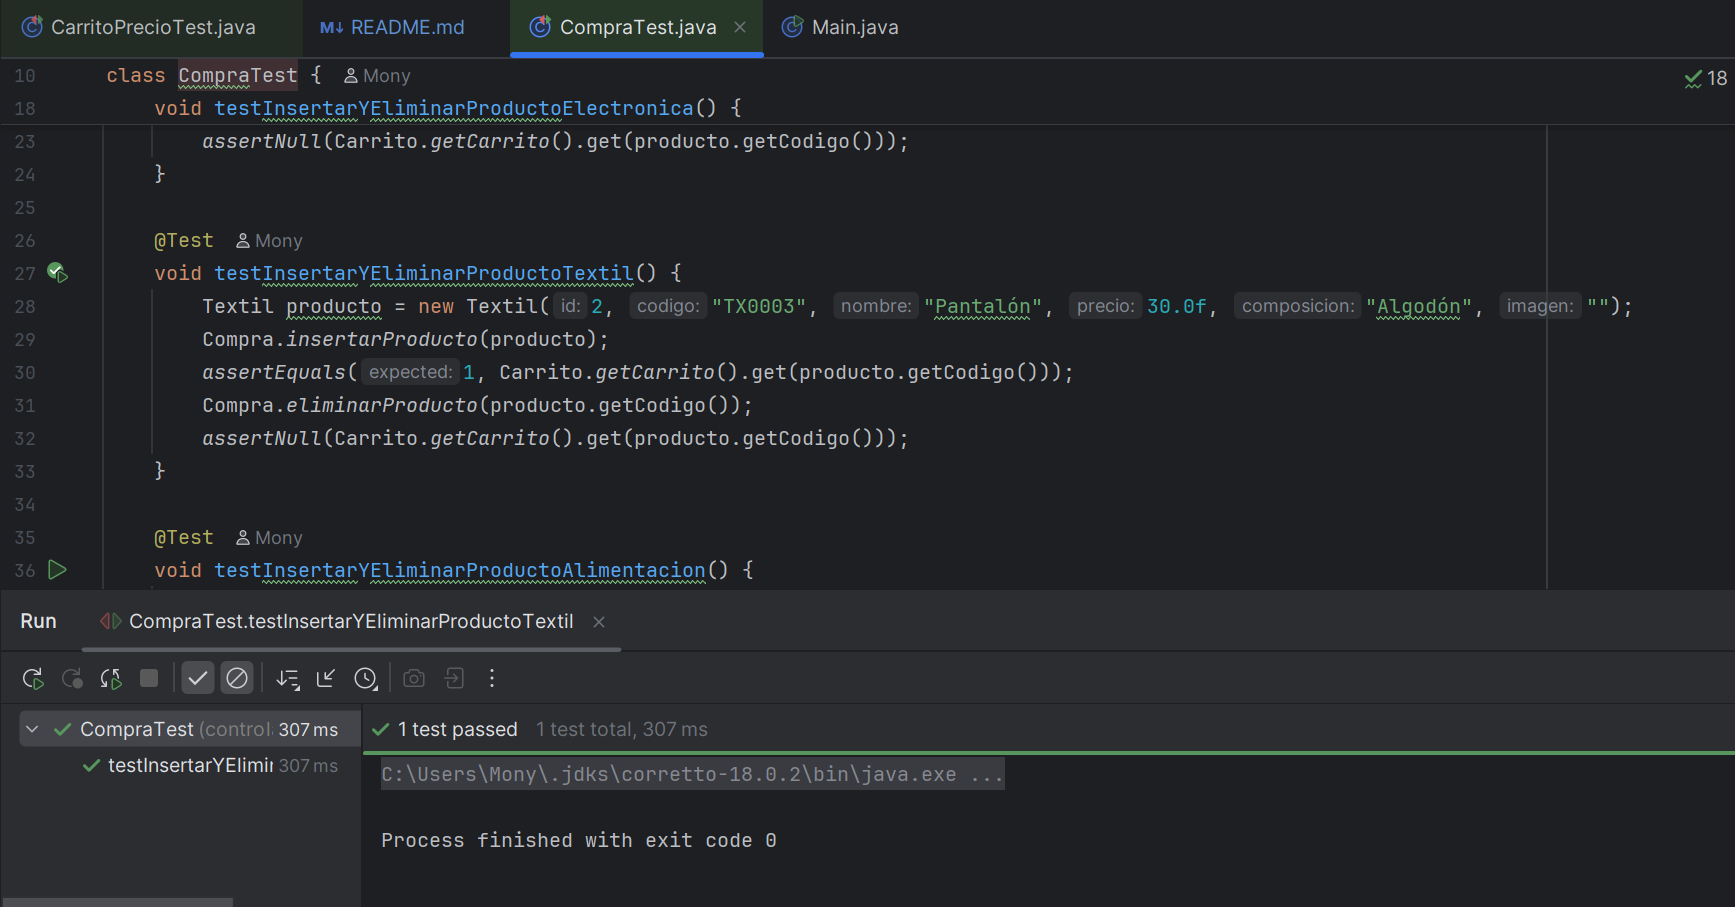 CarritoPrecioTest.java M↓ README.md CompraTest.java Main.java
10 class CompraTest { Mony 18
18 void testInsertarYEliminarProductoElectronica() {
23 assertNull(Carrito.getCarrito().get(producto.getCodigo()));
24 }
25
26 @Test Mony
27 void testInsertarYEliminarProductoTextil() {
28 Textil producto = new Textil( id: 2, codigo: "TX0003", nombre: "Pantalón", precio: 30.0f, composicion: "Algodón", imagen: "");
29 Compra.insertarProducto(producto);
30 assertEquals( expected: 1, Carrito.getCarrito().get(producto.getCodigo()));
31 Compra.eliminarProducto(producto.getCodigo());
32 assertNull(Carrito.getCarrito().get(producto.getCodigo()));
33 }
34
35 @Test Mony
36 void testInsertarYEliminarProductoAlimentacion() {
Run CompraTest.testInsertarYEliminarProductoTextil
CompraTest (control 307 ms 1 test passed 1 test total, 307 ms
testInsertarYElimin 307 ms
C:\Users\Mony\.jdks\corretto-18.0.2\bin\java.exe ...
Process finished with exit code 0